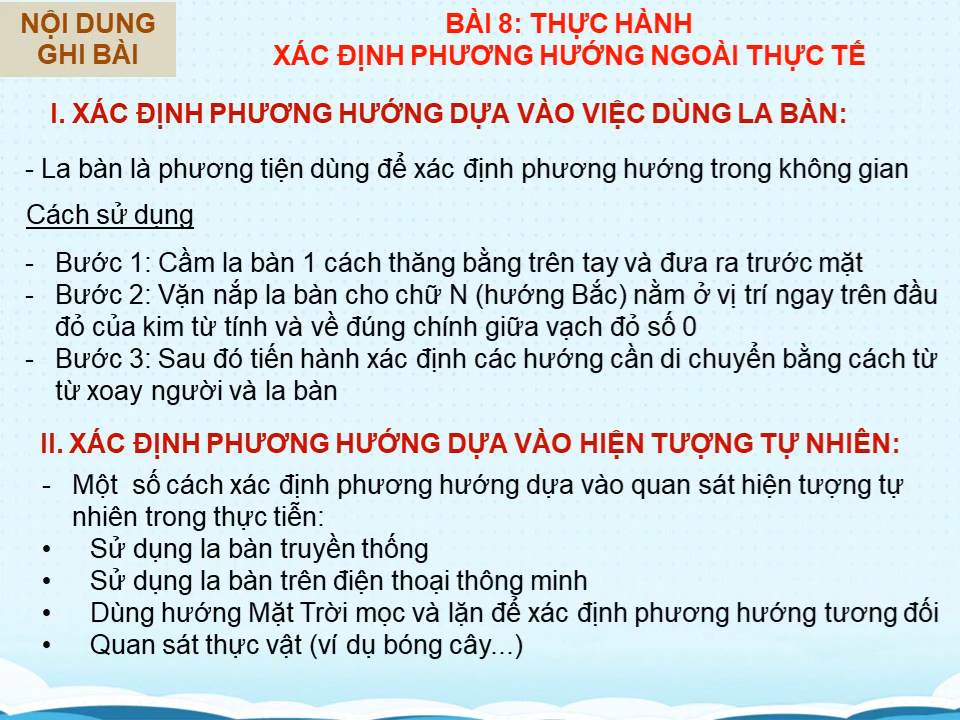 NỘI DUNG
GHI BÀI
BÀI 8: THỰC HÀNH
XÁC ĐỊNH PHƯƠNG HƯỚNG NGOÀI THỰC TẾ
I. XÁC ĐỊNH PHƯƠNG HƯỚNG DỰA VÀO VIỆC DÙNG LA BÀN:
- La bàn là phương tiện dùng để xác định phương hướng trong không gian
Cách sử dụng
- Bước 1: Cầm la bàn 1 cách thăng bằng trên tay và đưa ra trước mặt
- Bước 2: Vặn nắp la bàn cho chữ N (hướng Bắc) nằm ở vị trí ngay trên đầu
đỏ của kim từ tính và về đúng chính giữa vạch đỏ số 0
- Bước 3: Sau đó tiến hành xác định các hướng cần di chuyển bằng cách từ
từ xoay người và la bàn
II. XÁC ĐỊNH PHƯƠNG HƯỚNG DỰA VÀO HIỆN TƯỢNG TỰ NHIÊN:
- Một số cách xác định phương hướng dựa vào quan sát hiện tượng tự
nhiên trong thực tiễn:
• Sử dụng la bàn truyền thống
• Sử dụng la bàn trên điện thoại thông minh
• Dùng hướng Mặt Trời mọc và lặn để xác định phương hướng tương đối
• Quan sát thực vật (ví dụ bóng cây...)